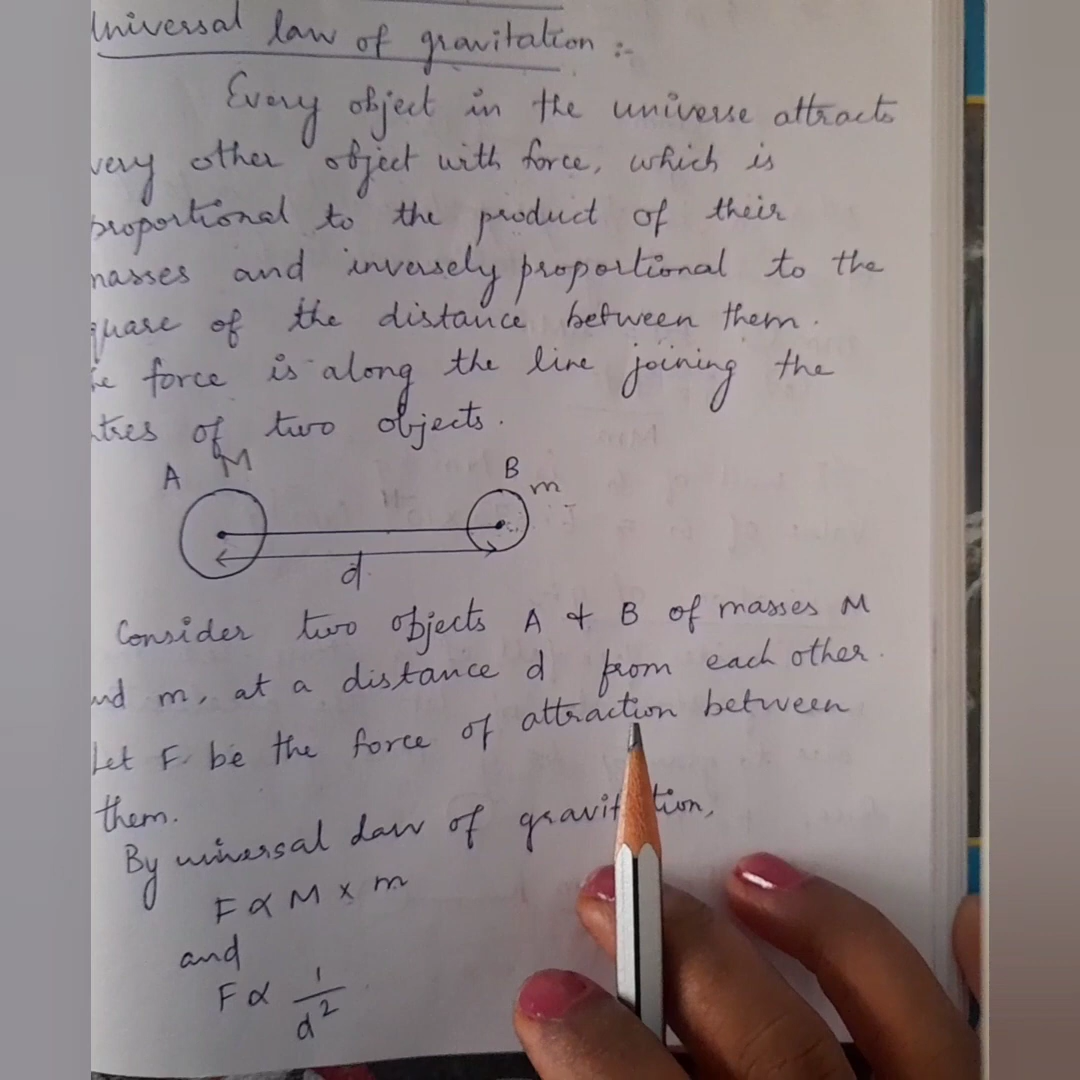 Universal law of gravitation :-
Every object in the universe attracts
very other object with force, which is
proportional to the product of their
masses and inversely proportional to the
quare of the distance between them.
e force is along the line joining the
tres of two objects.
A M B m
d
Consider two objects A & B of masses M
nd m, at a distance d from each other.
Let F be the force of attraction between
them.
By universal law of gravitation,
F ∝ M × m
and
F ∝ 1/d²